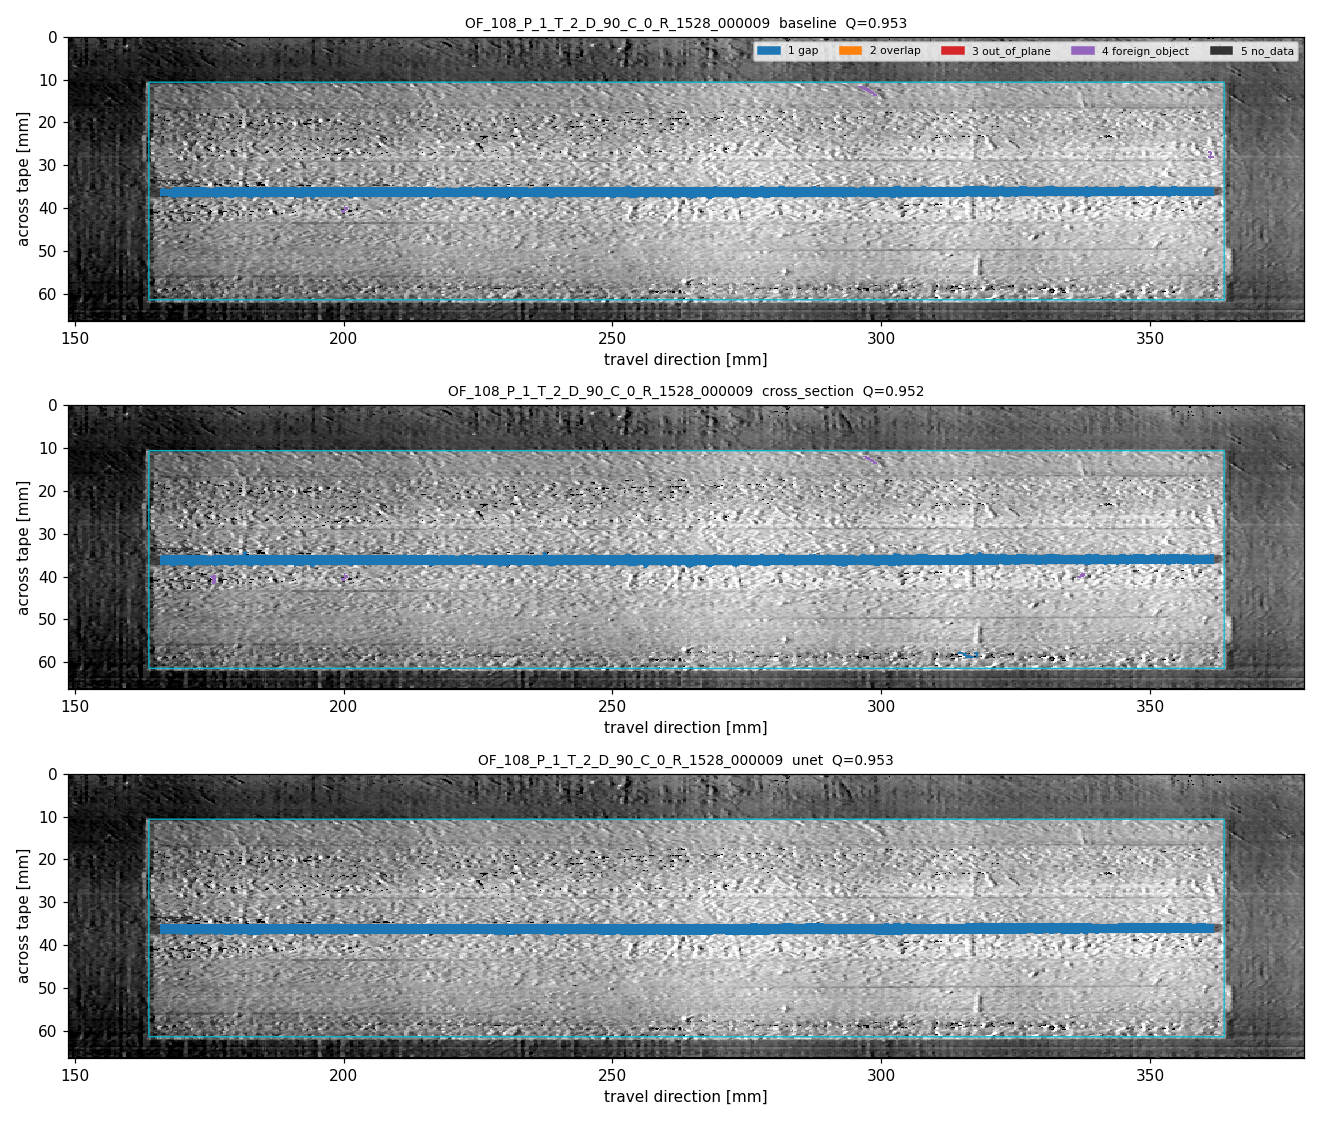 OF_108_P_1_T_2_D_90_C_0_R_1528_000009 baseline Q=0.953
1 gap 2 overlap 3 out_of_plane 4 foreign_object 5 no_data
0
10
20
30
40
50
60
across tape [mm]
150 200 250 300 350
travel direction [mm]
OF_108_P_1_T_2_D_90_C_0_R_1528_000009 cross_section Q=0.952
0
10
20
30
40
50
60
across tape [mm]
150 200 250 300 350
travel direction [mm]
OF_108_P_1_T_2_D_90_C_0_R_1528_000009 unet Q=0.953
0
10
20
30
40
50
60
across tape [mm]
150 200 250 300 350
travel direction [mm]